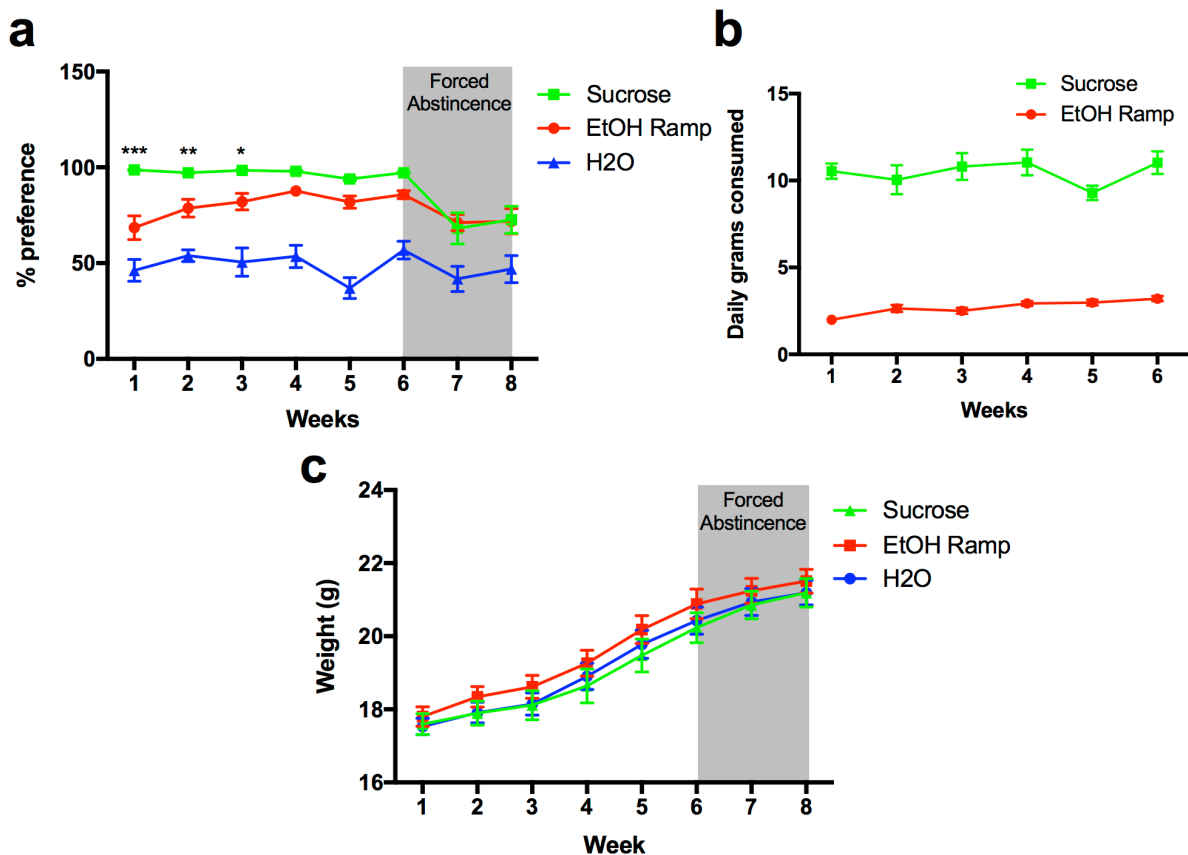 a
% preference
150
100
50
0
*** ** *
Forced
Abstincence
Sucrose
EtOH Ramp
H2O
1 2 3 4 5 6 7 8
Weeks
b
Daily grams consumed
15
10
5
0
Sucrose
EtOH Ramp
1 2 3 4 5 6
Weeks
c
Weight (g)
24
22
20
18
16
Forced
Abstincence
Sucrose
EtOH Ramp
H2O
1 2 3 4 5 6 7 8
Week